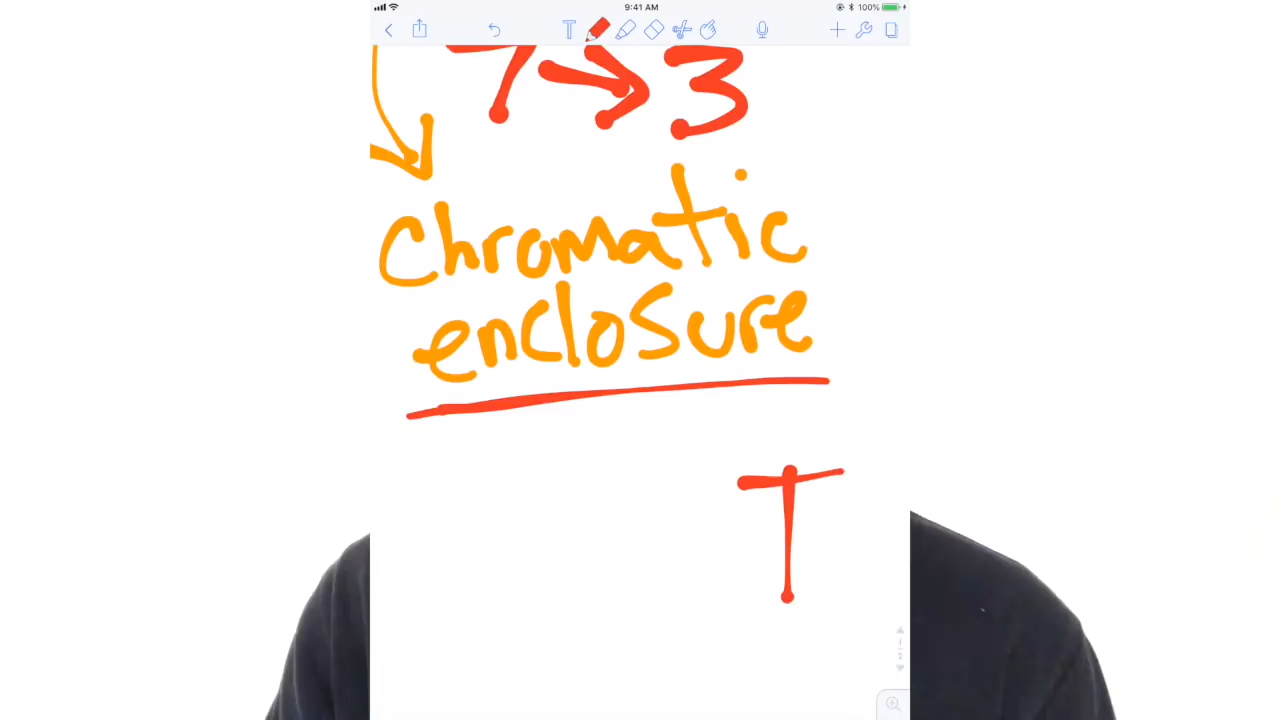 9:41 AM
100%
T
7→3
Chromatic
enclosure
T